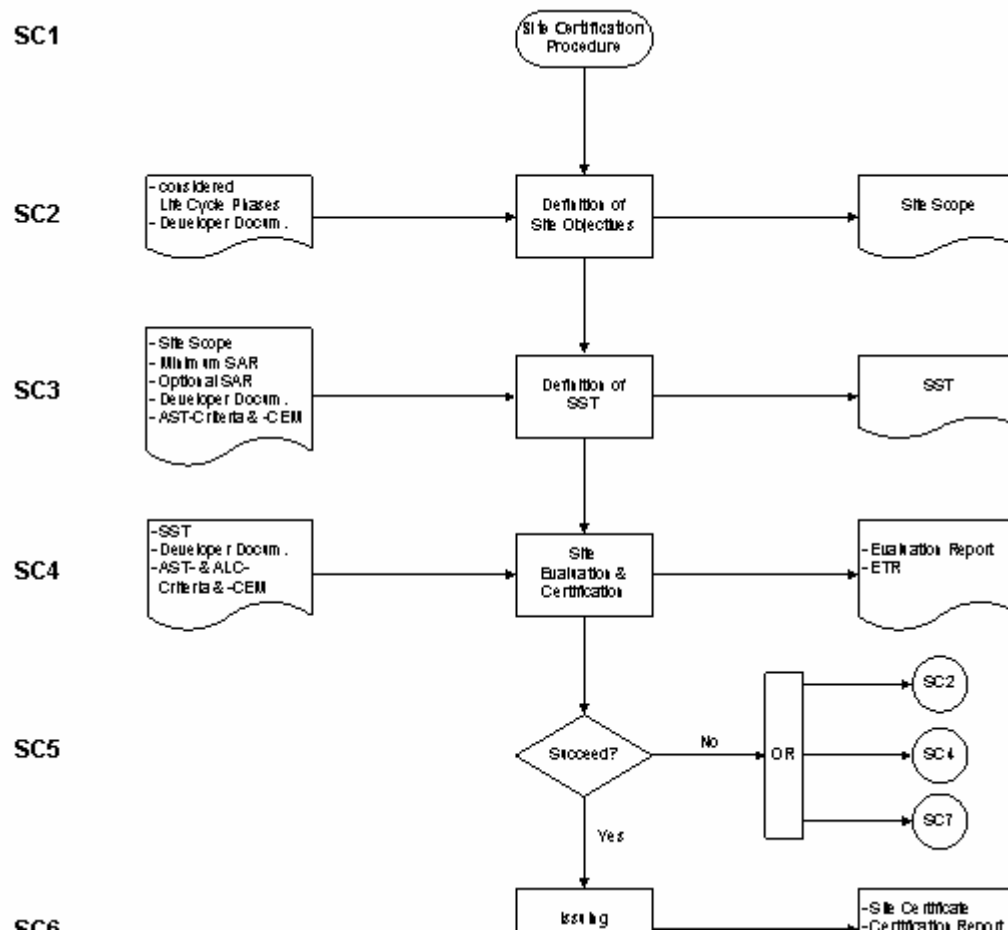 SC1
Site Certification
Procedure
SC2
- considered
Life Cycle Phases
- Developer Docum.
Definition of
Site Objectives
Site Scope
SC3
- Site Scope
- Minimum SAR
- Optional SAR
- Developer Docum.
- AST-Criteria & -CEM
Definition of
SST
SST
SC4
-SST
- Developer Docum.
-AST- & ALC-
Criteria & -CEM
Site
Evaluation &
Certification
- Evaluation Report
- ETR
SC5
Succeed?
No
OR
SC2
SC4
SC7
Yes
SC6
Issuing
-Site Certificate
-Certification Report